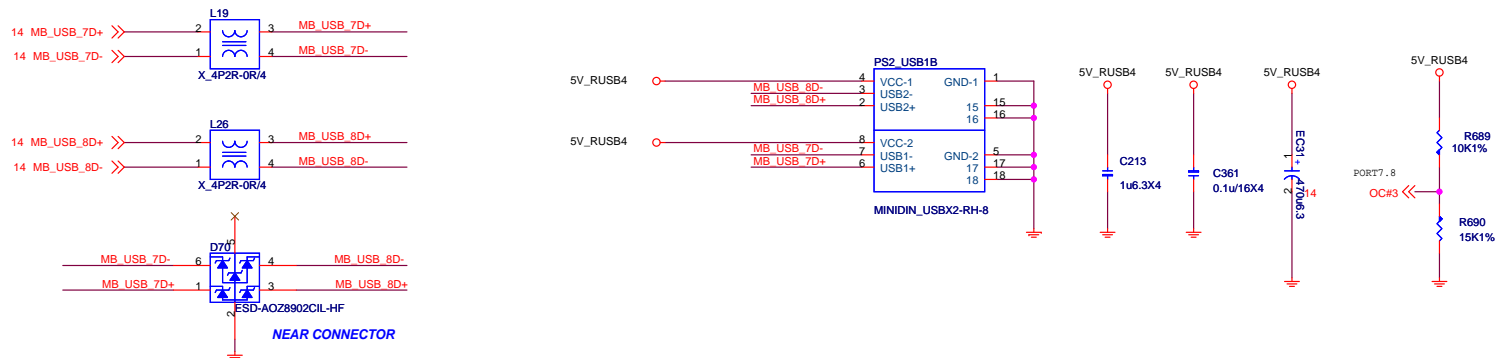 L19
14 MB_USB_7D+ 2 3 MB_USB_7D+
14 MB_USB_7D- 1 4 MB_USB_7D-
X_4P2R-0R/4
L26
14 MB_USB_8D+ 2 3 MB_USB_8D+
14 MB_USB_8D- 1 4 MB_USB_8D-
X_4P2R-0R/4
5
D70
MB_USB_7D- 6 4 MB_USB_8D-
MB_USB_7D+ 1 3 MB_USB_8D+
ESD-AOZ8902CIL-HF
2
NEAR CONNECTOR
PS2_USB1B
5V_RUSB4 4 VCC-1 GND-1 1
MB_USB_8D- 3 USB2-
MB_USB_8D+ 2 USB2+ 15 15
16 16
5V_RUSB4 8 VCC-2
MB_USB_7D- 7 USB1- GND-2 5
MB_USB_7D+ 6 USB1+ 17 17
18 18
MINIDIN_USBX2-RH-8
5V_RUSB4
C213
1u6.3X4
5V_RUSB4
C361
0.1u/16X4
5V_RUSB4
EC31
1 +
2
470u6.3
5V_RUSB4
R689
10K1%
PORT7.8
14 OC#3
R690
15K1%